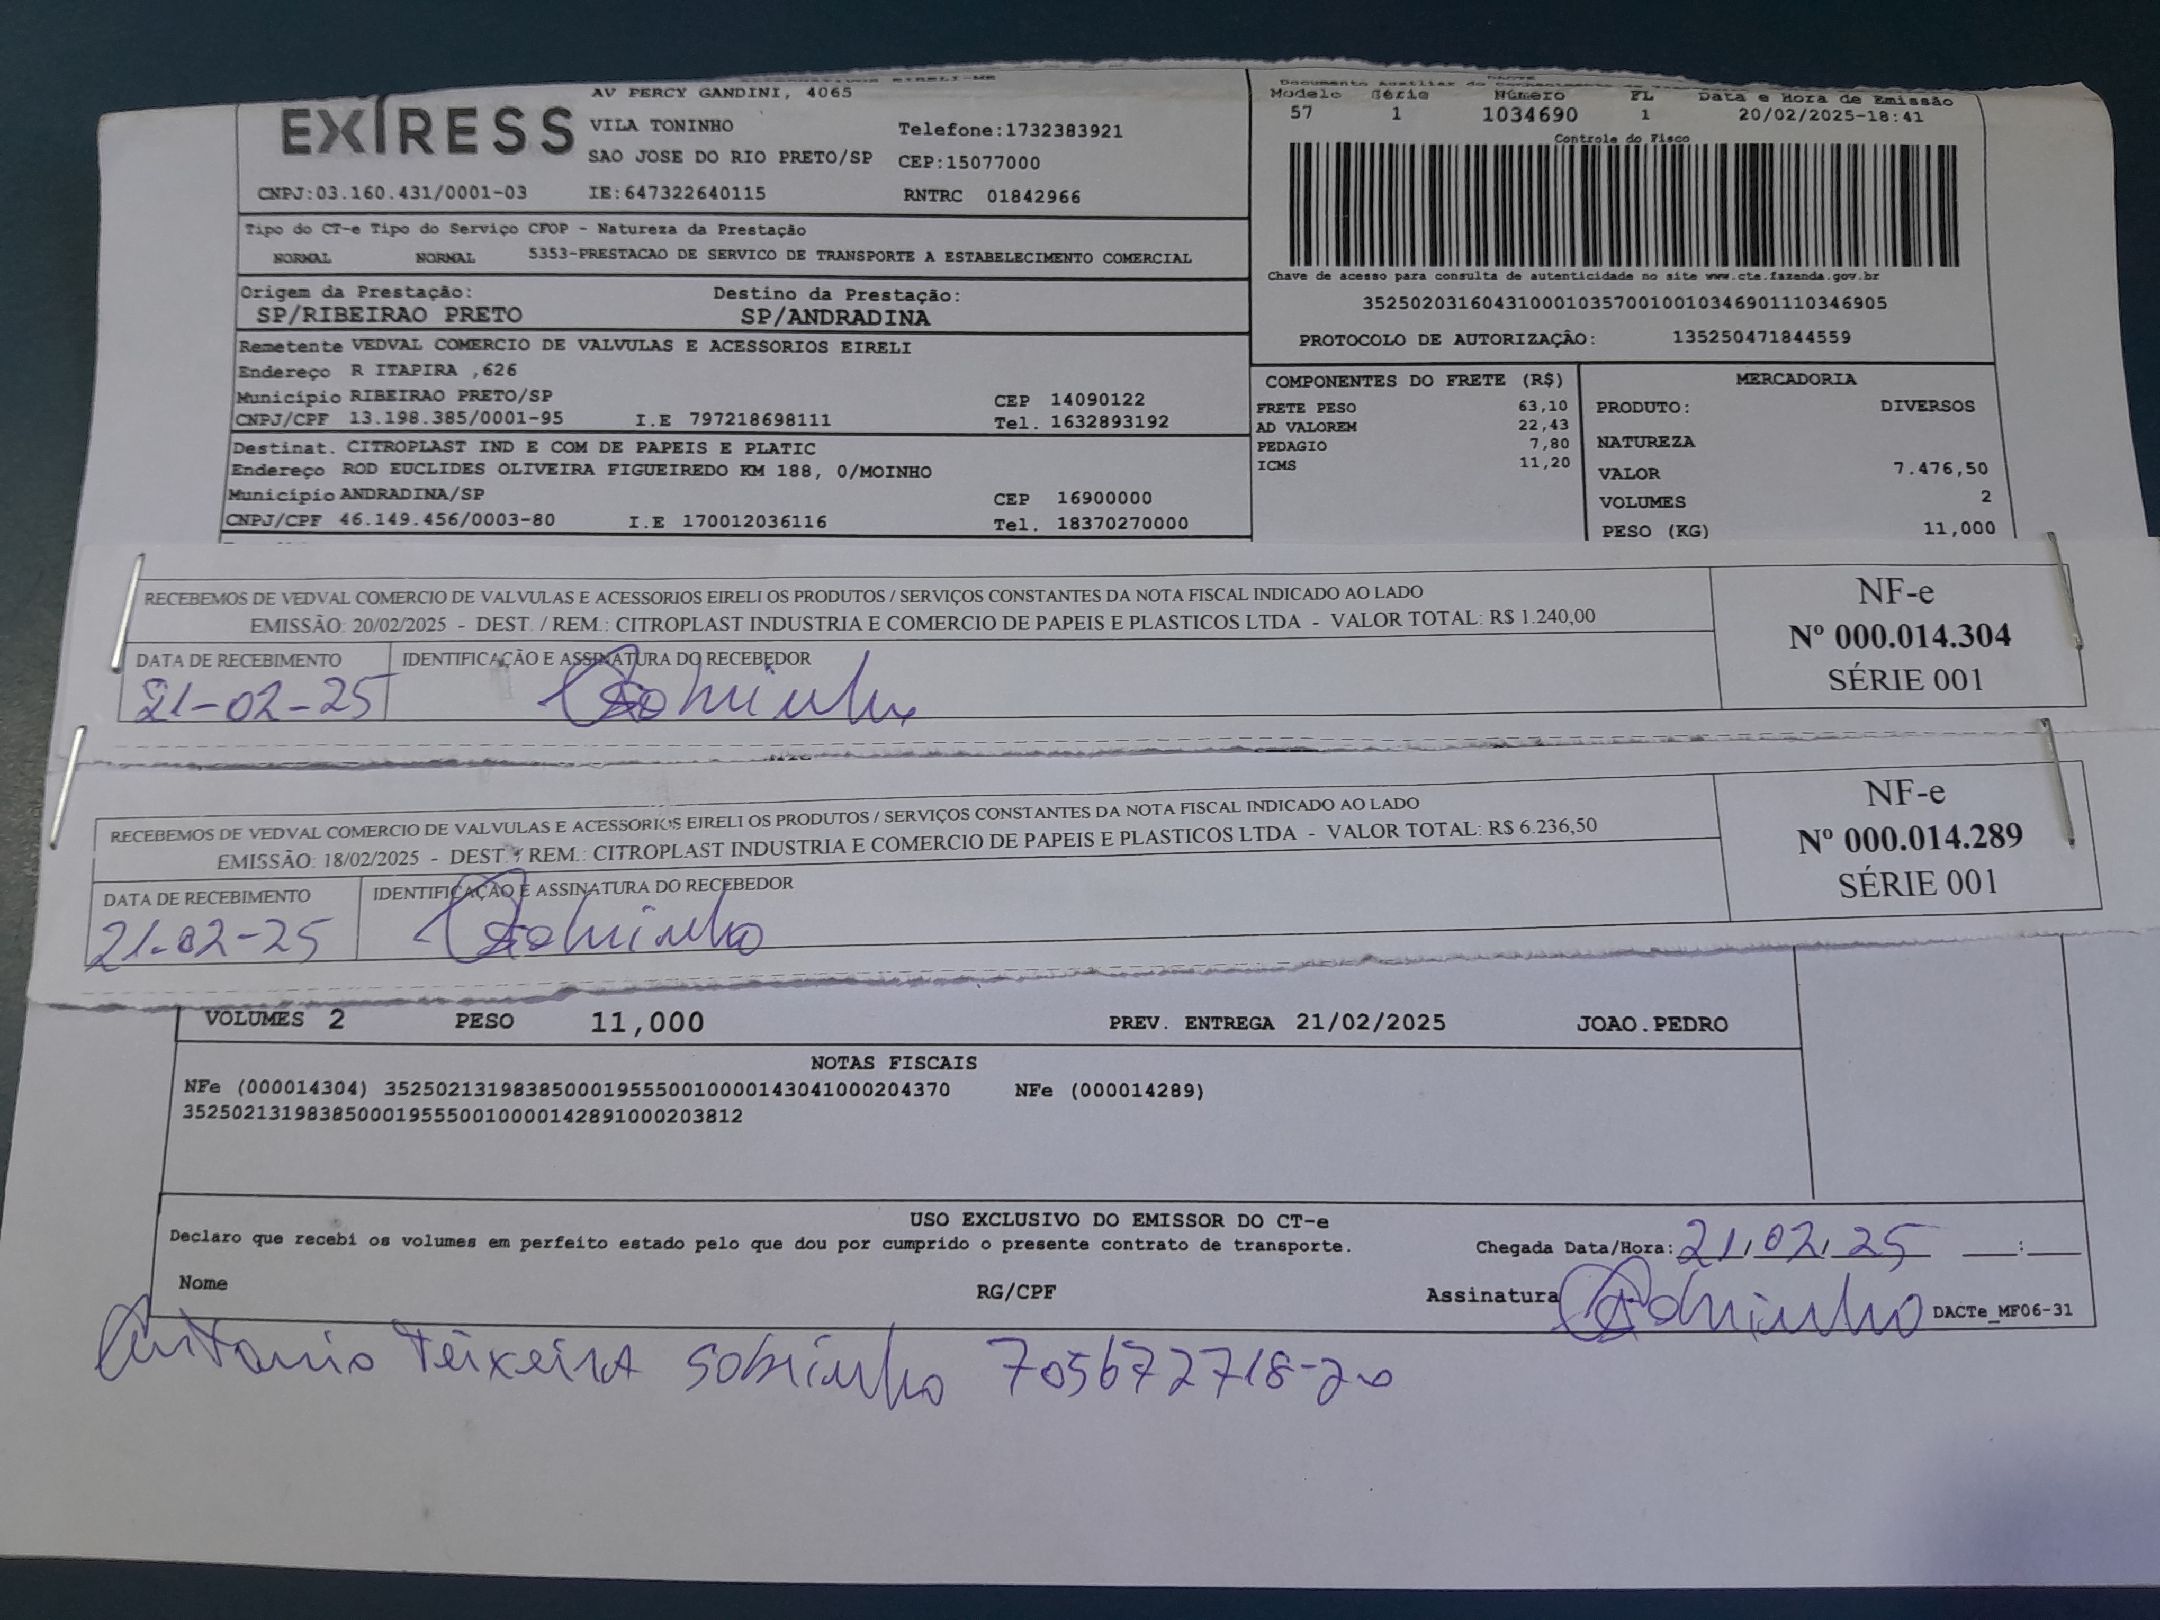 EXPRESS
AV PERCY GANDINI, 4065
VILA TONINHO
Telefone:1732383921
SAO JOSE DO RIO PRETO/SP CEP:15077000
CNPJ:03.160.431/0001-03 IE:647322640115 RNTRC 01842966
Modelo Série Número FL Data e Hora de Emissão
57 1 1034690 1 20/02/2025-18:41
Controle do Fisco
Chave de acesso para consulta de autenticidade no site www.cte.fazenda.gov.br
35250203160431000103570010010346901110346905
PROTOCOLO DE AUTORIZAÇÃO: 135250471844559
Tipo do CT-e Tipo do Serviço CFOP - Natureza da Prestação
NORMAL NORMAL 5353-PRESTACAO DE SERVICO DE TRANSPORTE A ESTABELECIMENTO COMERCIAL
Origem da Prestação: Destino da Prestação:
SP/RIBEIRAO PRETO SP/ANDRADINA
Remetente VEDVAL COMERCIO DE VALVULAS E ACESSORIOS EIRELI
Endereço R ITAPIRA ,626
Município RIBEIRAO PRETO/SP CEP 14090122
CNPJ/CPF 13.198.385/0001-95 I.E 797218698111 Tel. 1632893192
Destinat. CITROPLAST IND E COM DE PAPEIS E PLATIC
Endereço ROD EUCLIDES OLIVEIRA FIGUEIREDO KM 188, 0/MOINHO
Município ANDRADINA/SP CEP 16900000
CNPJ/CPF 46.149.456/0003-80 I.E 170012036116 Tel. 18370270000
COMPONENTES DO FRETE (R$)
FRETE PESO 63,10
AD VALOREM 22,43
PEDAGIO 7,80
ICMS 11,20
MERCADORIA
PRODUTO: DIVERSOS
NATUREZA
VALOR 7.476,50
VOLUMES 2
PESO (KG) 11,000
RECEBEMOS DE VEDVAL COMERCIO DE VALVULAS E ACESSORIOS EIRELI OS PRODUTOS / SERVIÇOS CONSTANTES DA NOTA FISCAL INDICADO AO LADO
EMISSÃO: 20/02/2025 - DEST. / REM.: CITROPLAST INDUSTRIA E COMERCIO DE PAPEIS E PLASTICOS LTDA - VALOR TOTAL: R$ 1.240,00
DATA DE RECEBIMENTO IDENTIFICAÇÃO E ASSINATURA DO RECEBEDOR
21-02-25 Sobrinho
NF-e
Nº 000.014.304
SÉRIE 001
RECEBEMOS DE VEDVAL COMERCIO DE VALVULAS E ACESSORIOS EIRELI OS PRODUTOS / SERVIÇOS CONSTANTES DA NOTA FISCAL INDICADO AO LADO
EMISSÃO: 18/02/2025 - DEST. / REM.: CITROPLAST INDUSTRIA E COMERCIO DE PAPEIS E PLASTICOS LTDA - VALOR TOTAL: R$ 6.236,50
DATA DE RECEBIMENTO IDENTIFICAÇÃO E ASSINATURA DO RECEBEDOR
21-02-25 Sobrinho
NF-e
Nº 000.014.289
SÉRIE 001
VOLUMES 2 PESO 11,000 PREV. ENTREGA 21/02/2025 JOAO.PEDRO
NOTAS FISCAIS
NFe (000014304) 35250213198385000195550010000143041000204370 NFe (000014289)
35250213198385000195550010000142891000203812
USO EXCLUSIVO DO EMISSOR DO CT-e
Declaro que recebi os volumes em perfeito estado pelo que dou por cumprido o presente contrato de transporte.
Chegada Data/Hora: 21/02/25 __:__
Nome RG/CPF Assinatura Sobrinho DACTe_MF06-31
Antonio Teixeira Sobrinho 705672718-20